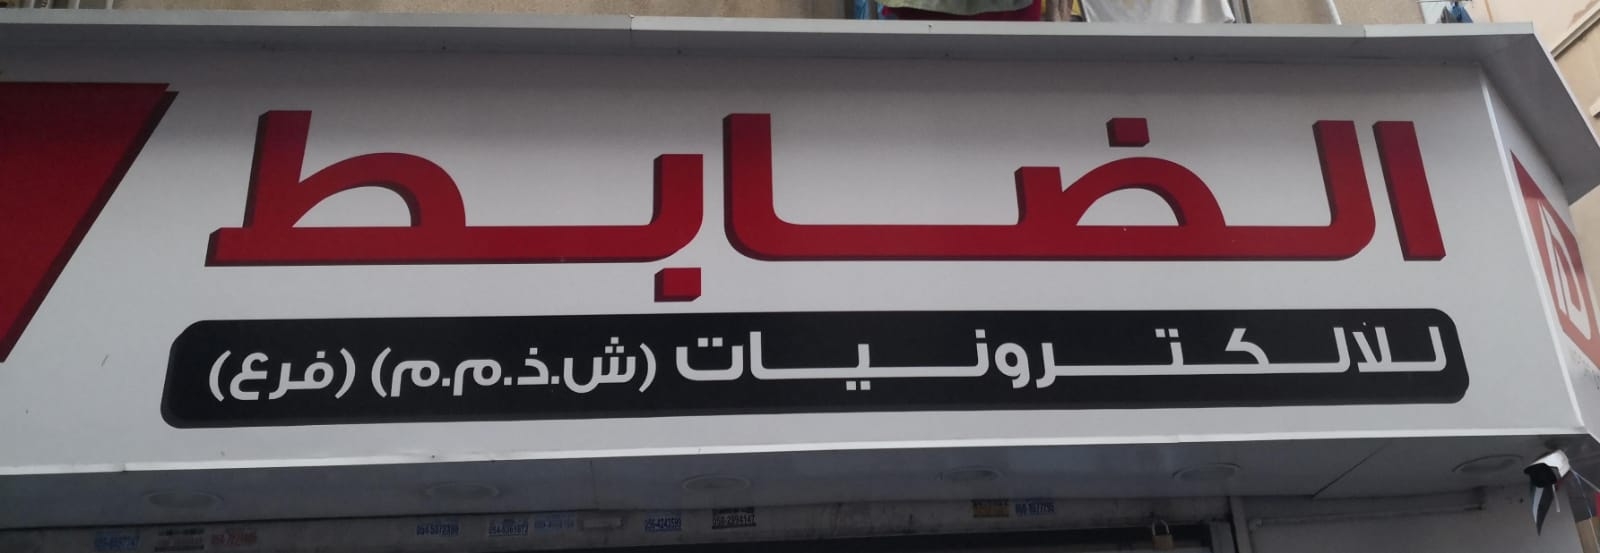 الضابط
للالكترونيات (ش.ذ.م.م) (فرع)